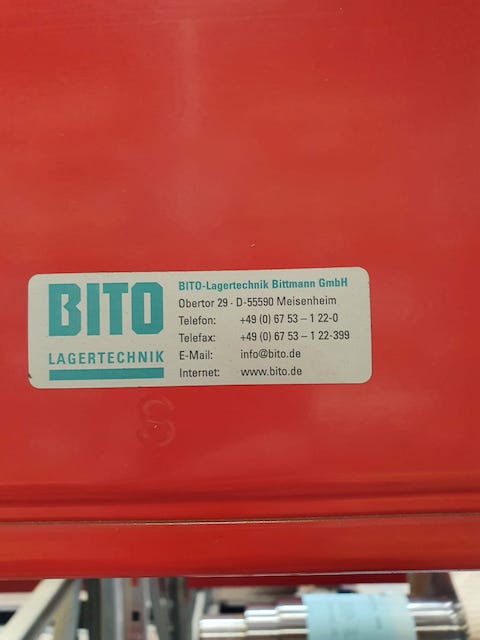 BITO
LAGERTECHNIK
BITO-Lagertechnik Bittmann GmbH
Obertor 29 · D-55590 Meisenheim
Telefon: +49 (0) 67 53 – 1 22-0
Telefax: +49 (0) 67 53 – 1 22-399
E-Mail: info@bito.de
Internet: www.bito.de
S